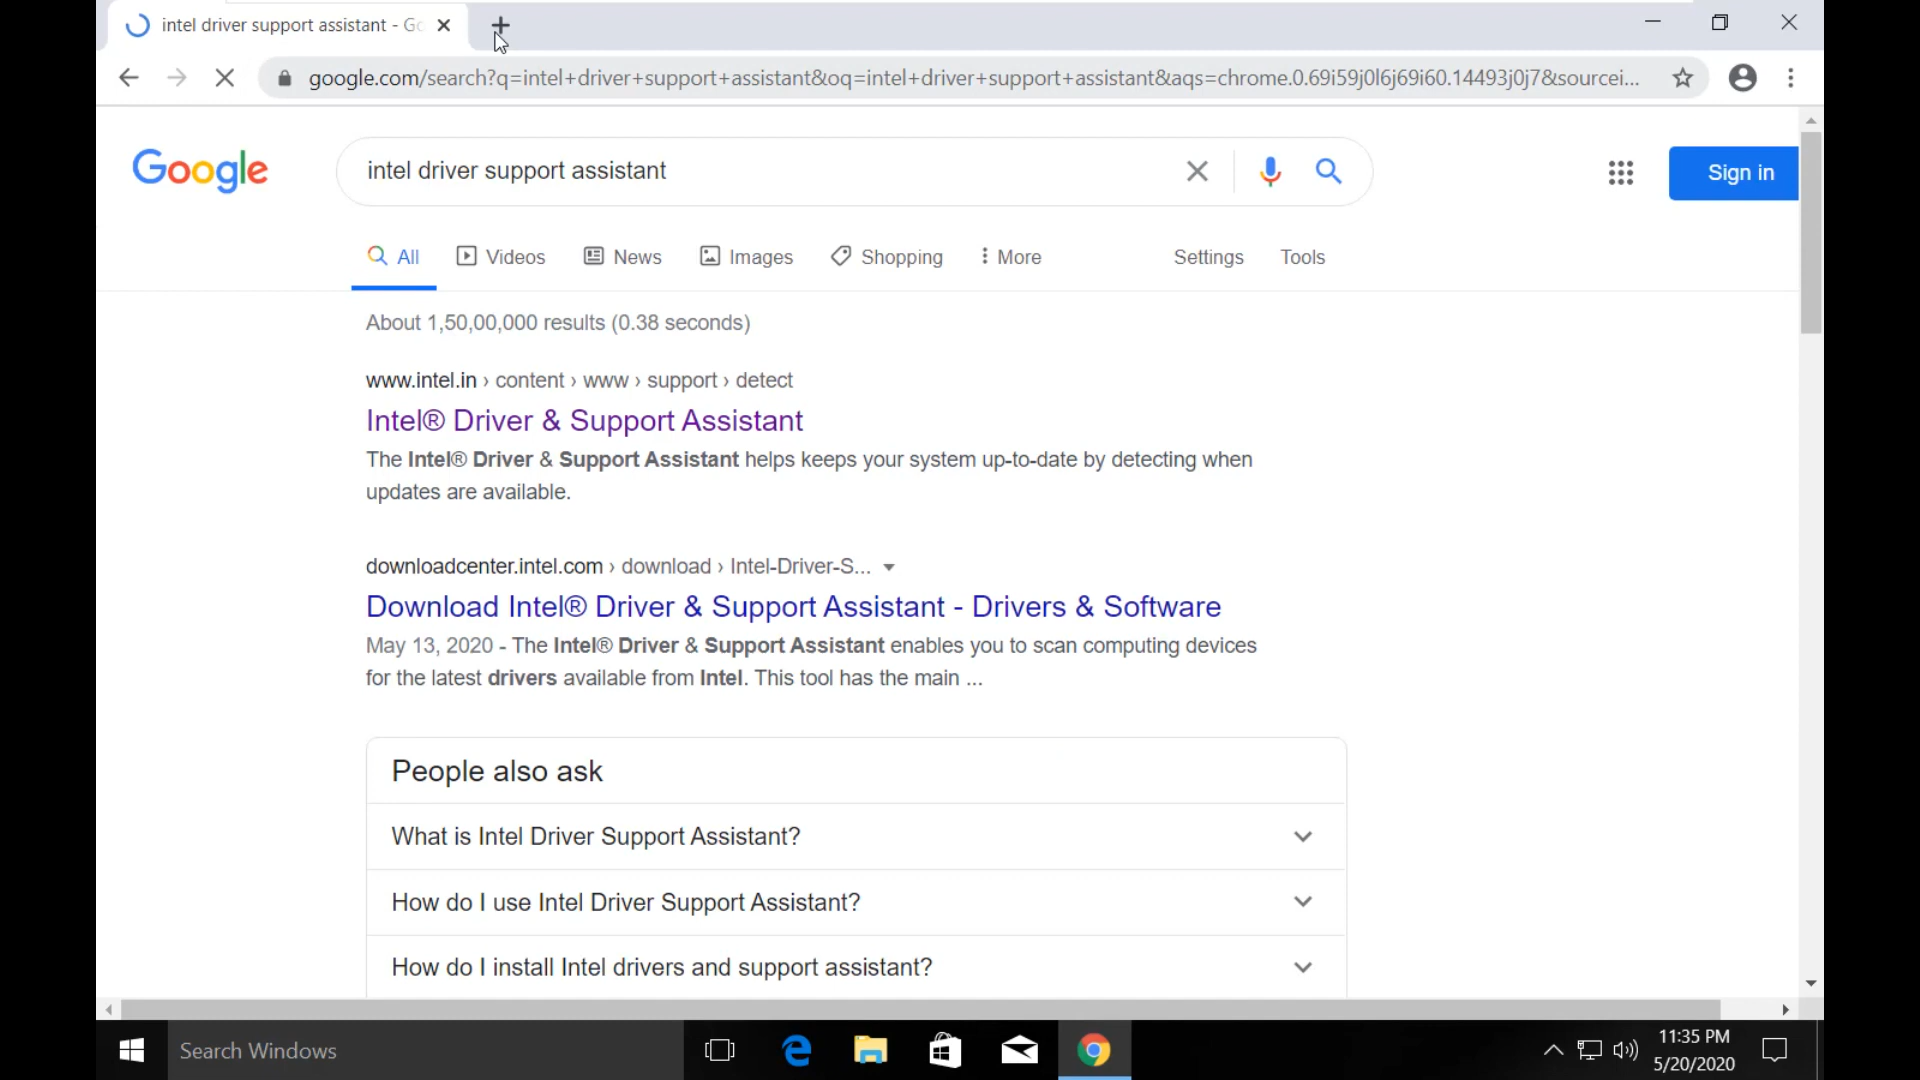 intel driver support assistant - Go
google.com/search?q=intel+driver+support+assistant&oq=intel+driver+support+assistant&aqs=chrome.0.69i59j0l6j69i60.14493j0j7&sourcei...
Google
intel driver support assistant
Sign in
All
Videos
News
Images
Shopping
More
Settings
Tools
About 1,50,00,000 results (0.38 seconds)
www.intel.in › content › www › support › detect
Intel® Driver & Support Assistant
The Intel® Driver & Support Assistant helps keeps your system up-to-date by detecting when
updates are available.
downloadcenter.intel.com › download › Intel-Driver-S...
Download Intel® Driver & Support Assistant - Drivers & Software
May 13, 2020 - The Intel® Driver & Support Assistant enables you to scan computing devices
for the latest drivers available from Intel. This tool has the main ...
People also ask
What is Intel Driver Support Assistant?
How do I use Intel Driver Support Assistant?
How do I install Intel drivers and support assistant?
Search Windows
11:35 PM
5/20/2020